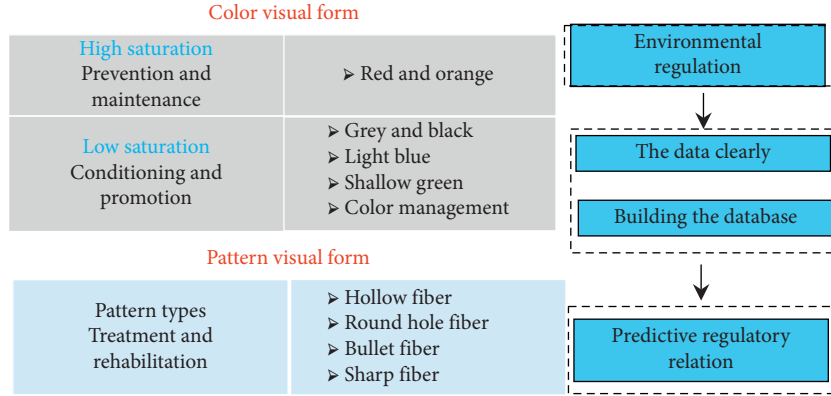 Color visual form
High saturation
Prevention and
maintenance
➢ Red and orange
Low saturation
Conditioning and
promotion
➢ Grey and black
➢ Light blue
➢ Shallow green
➢ Color management
Pattern visual form
Pattern types
Treatment and
rehabilitation
➢ Hollow fiber
➢ Round hole fiber
➢ Bullet fiber
➢ Sharp fiber
Environmental
regulation
The data clearly
Building the database
Predictive regulatory
relation